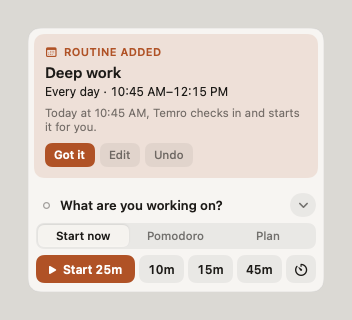 ROUTINE ADDED
Deep work
Every day · 10:45 AM–12:15 PM
Today at 10:45 AM, Temro checks in and starts
it for you.
Got it Edit Undo
What are you working on?
Start now Pomodoro Plan
Start 25m 10m 15m 45m